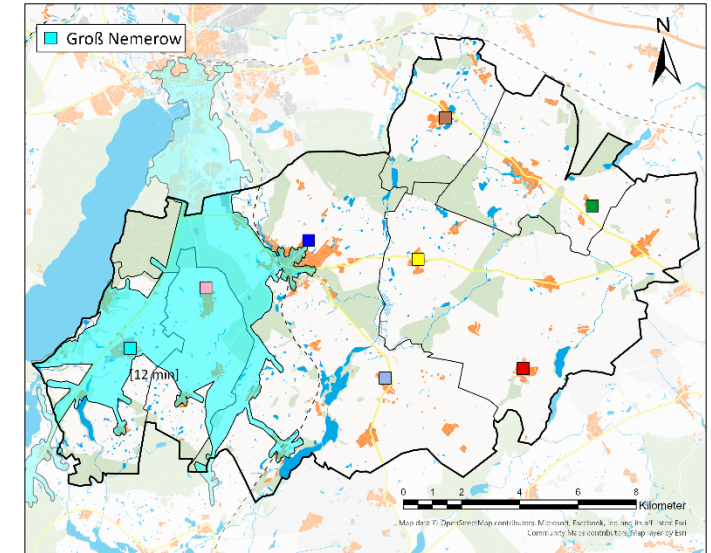 Groß Nemerow
N
[12 min]
0 1 2 4 6 8
Kilometer
Map data © OpenStreetMap contributors, Microsoft, Facebook, Inc. and its affiliates, Esri
Community Maps contributors, Map layer by Esri